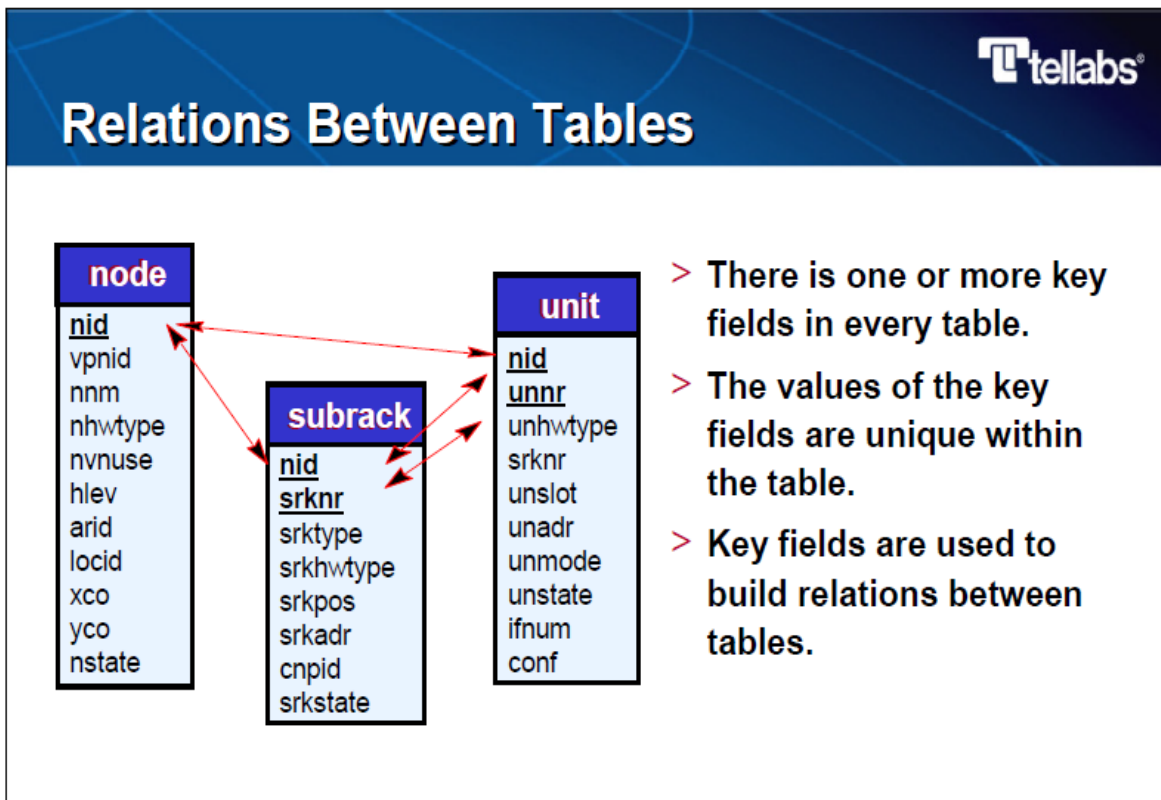 tellabs®
Relations Between Tables
node
nid
vpnid
nnm
nhwtype
nvnuse
hlev
arid
locid
xco
yco
nstate
subrack
nid
srknr
srktype
srkhwtype
srkpos
srkadr
cnpid
srkstate
unit
nid
unnr
unhwtype
srknr
unslot
unadr
unmode
unstate
ifnum
conf
> There is one or more key
fields in every table.
> The values of the key
fields are unique within
the table.
> Key fields are used to
build relations between
tables.